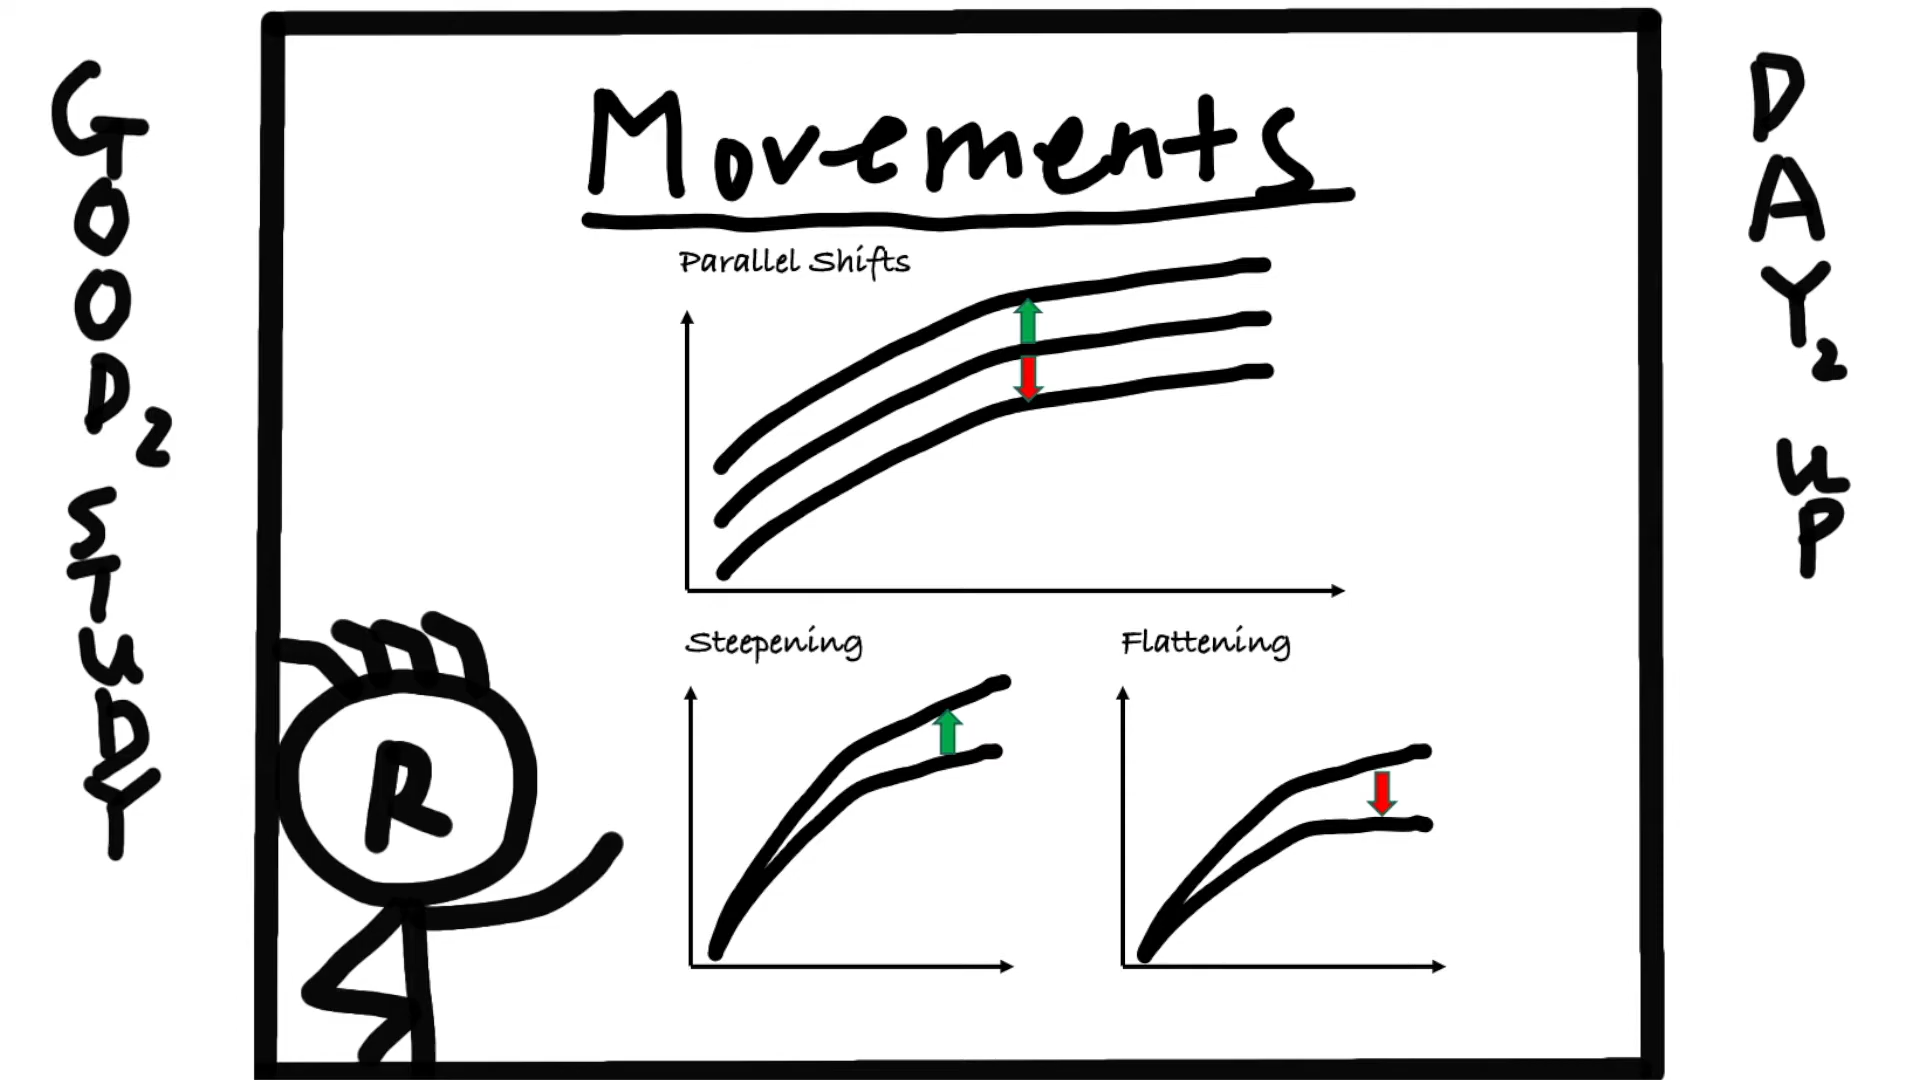 GOOD2 STUDY
Movements
Parallel Shifts
Steepening
Flattening
R
DAY2 UP